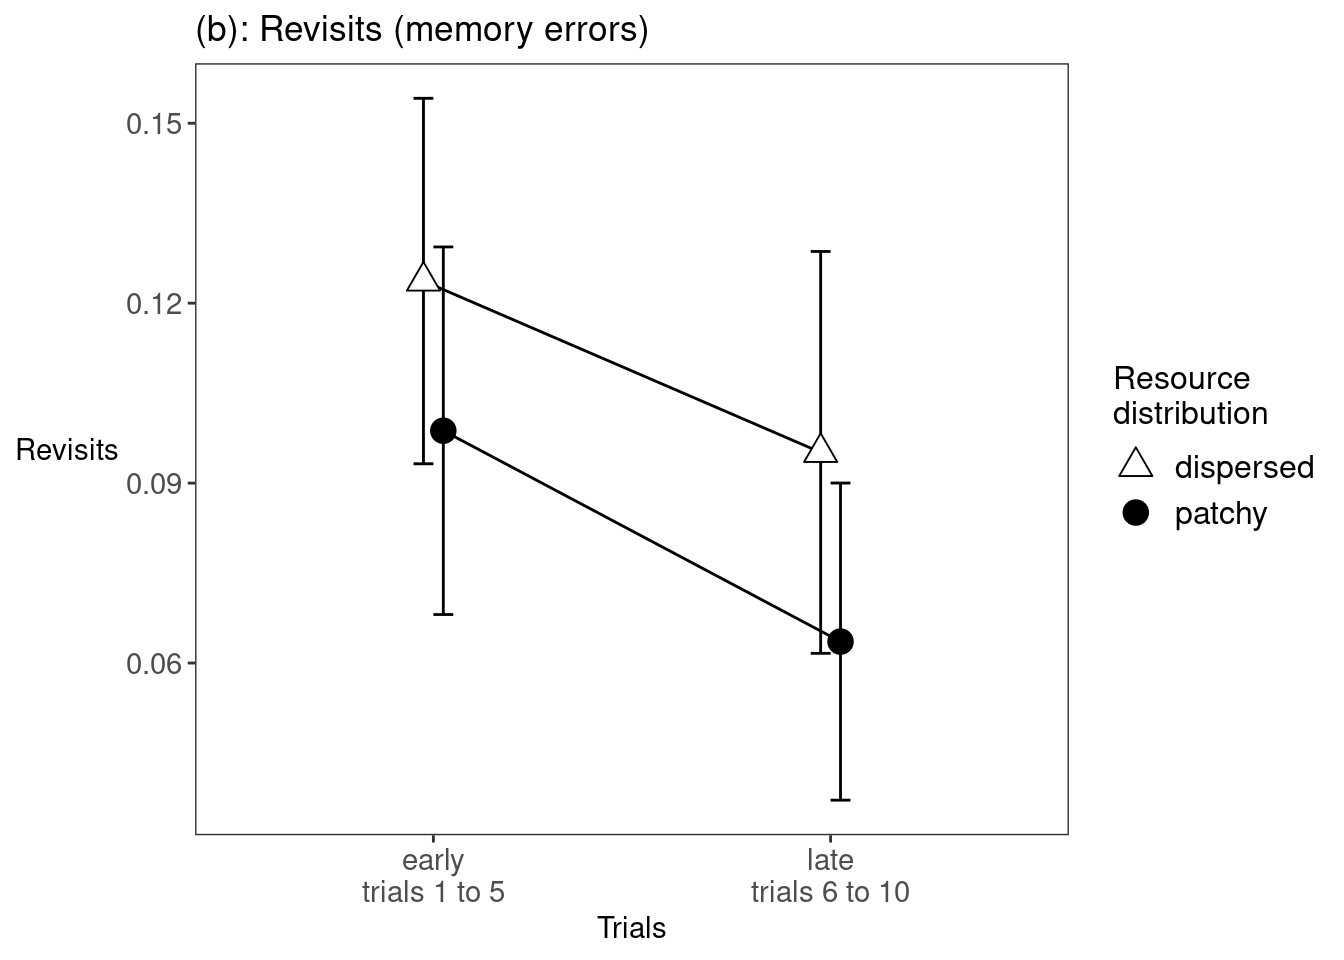 (b): Revisits (memory errors)
0.15
0.12
0.09
0.06
Revisits
early
trials 1 to 5
late
trials 6 to 10
Trials
Resource
distribution
dispersed
patchy